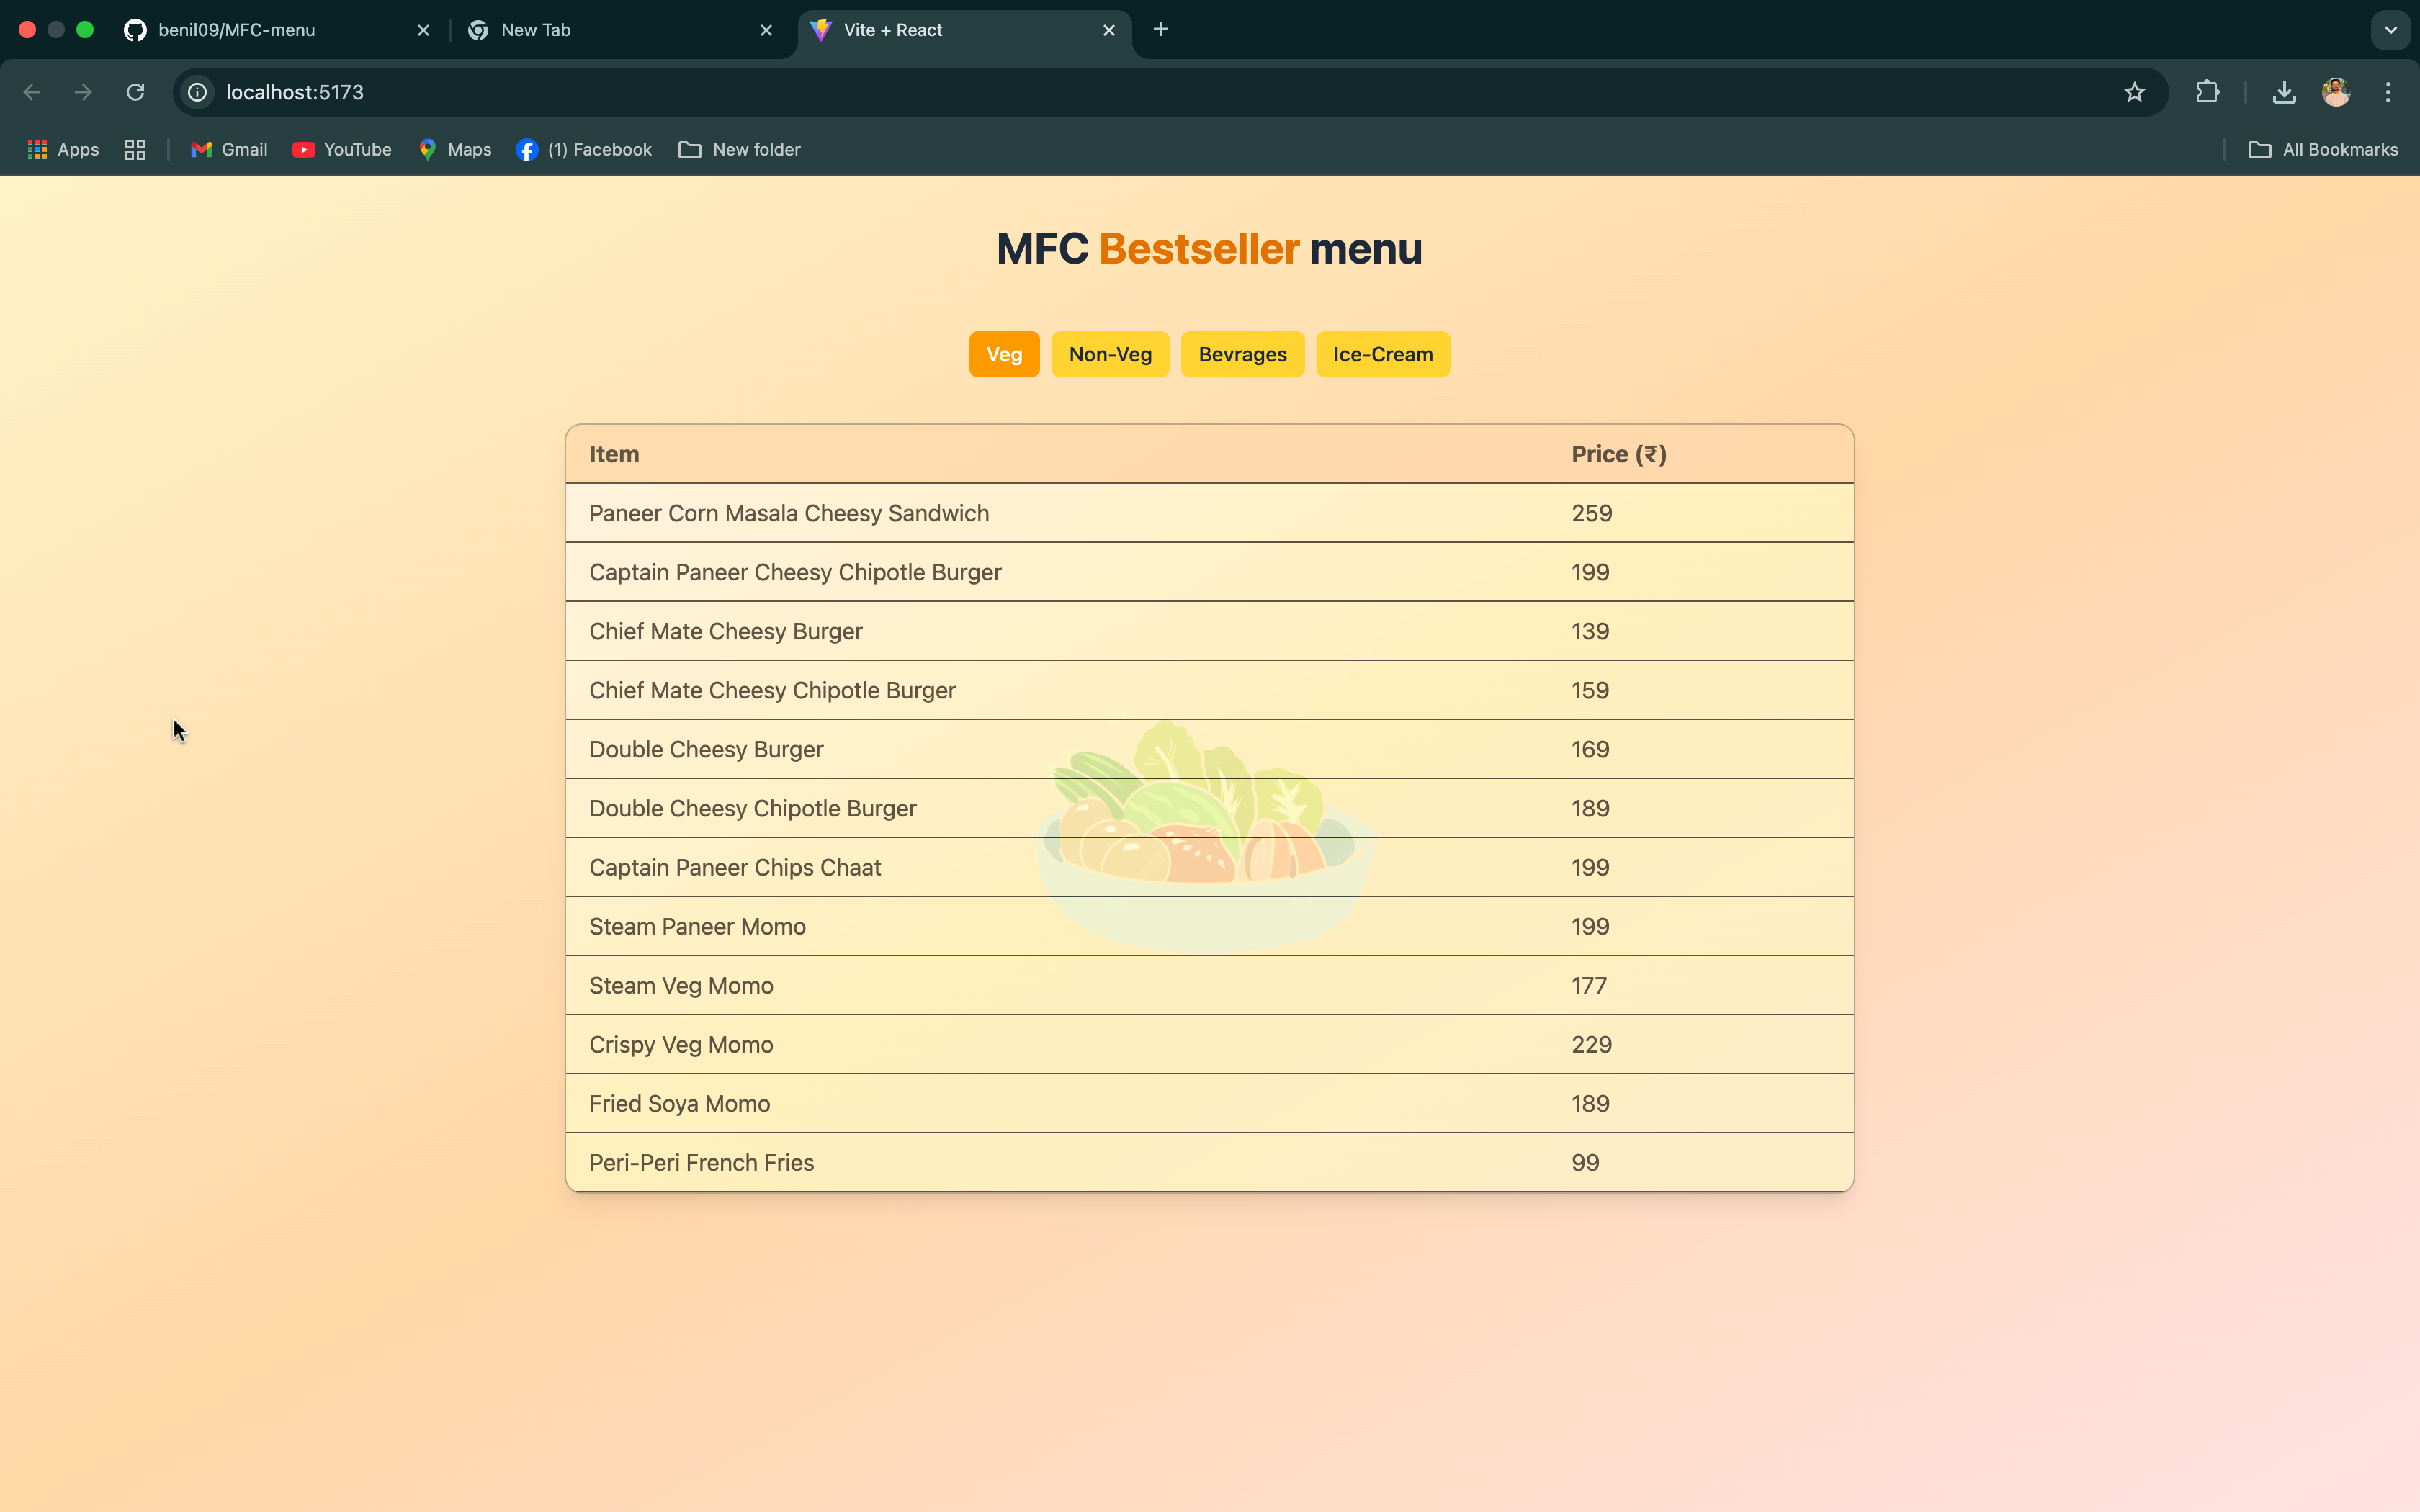 benil09/MFC-menu
New Tab
Vite + React
localhost:5173
Apps
Gmail
YouTube
Maps
(1) Facebook
New folder
All Bookmarks
MFC Bestseller menu
Veg
Non-Veg
Bevrages
Ice-Cream
Item Price (₹)
Paneer Corn Masala Cheesy Sandwich 259
Captain Paneer Cheesy Chipotle Burger 199
Chief Mate Cheesy Burger 139
Chief Mate Cheesy Chipotle Burger 159
Double Cheesy Burger 169
Double Cheesy Chipotle Burger 189
Captain Paneer Chips Chaat 199
Steam Paneer Momo 199
Steam Veg Momo 177
Crispy Veg Momo 229
Fried Soya Momo 189
Peri-Peri French Fries 99